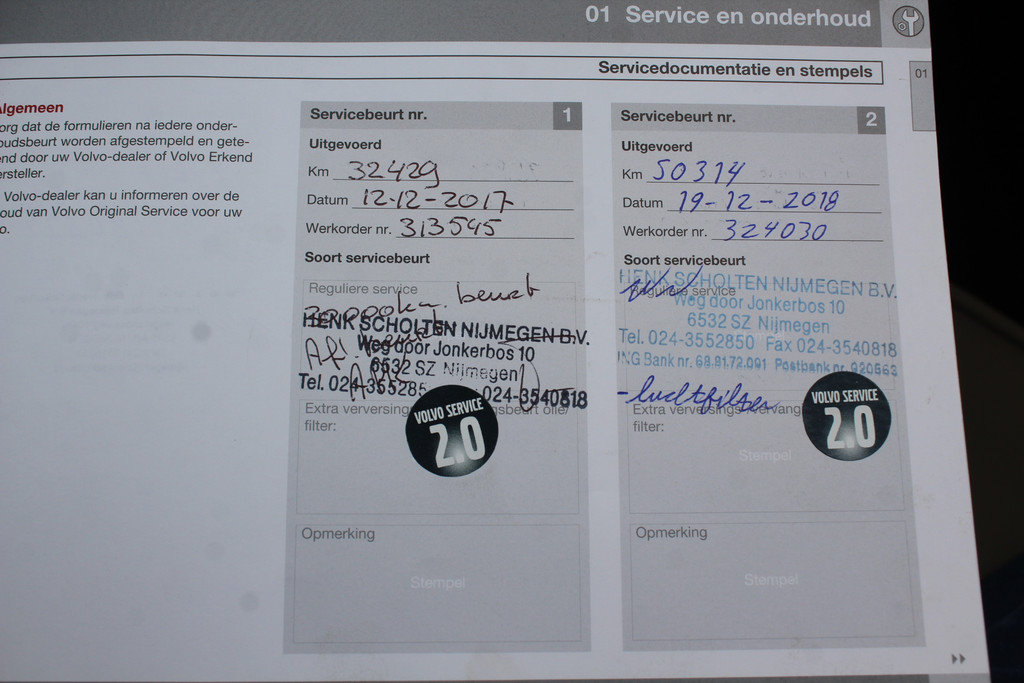 01 Service en onderhoud
Servicedocumentatie en stempels
01
Algemeen
org dat de formulieren na iedere onder-
oudsbeurt worden afgestempeld en gete-
end door uw Volvo-dealer of Volvo Erkend
ersteller.
Volvo-dealer kan u informeren over de
oud van Volvo Original Service voor uw
o.
Servicebeurt nr. 1
Uitgevoerd
Km 32429
Datum 12-12-2017
Werkorder nr. 313545
Soort servicebeurt
Reguliere service
km. beurt
HENK SCHOLTEN NIJMEGEN B.V.
Weg door Jonkerbos 10
6532 SZ Nijmegen
Tel. 024-355285 024-3540818
Extra verversing gsbeurt olie/
filter:
VOLVO SERVICE
2.0
Opmerking
Stempel
Servicebeurt nr. 2
Uitgevoerd
Km 50314
Datum 19-12-2018
Werkorder nr. 324030
Soort servicebeurt
Reguliere service
HENK SCHOLTEN NIJMEGEN B.V.
Weg door Jonkerbos 10
6532 SZ Nijmegen
Tel. 024-3552850 Fax 024-3540818
ING Bank nr. 68.91.72.091 Postbank nr. 920563
-luchtfilter
Extra verversings-/vervang
filter:
VOLVO SERVICE
2.0
Stempel
Opmerking
Stempel